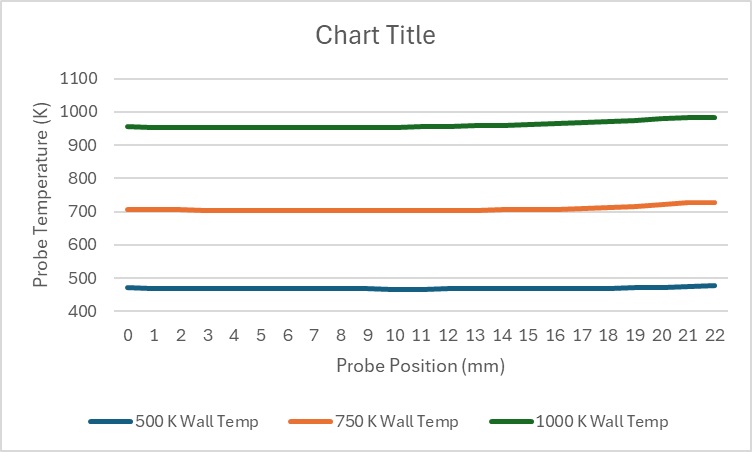 Chart Title
Probe Temperature (K)
1100
1000
900
800
700
600
500
400
0 1 2 3 4 5 6 7 8 9 10 11 12 13 14 15 16 17 18 19 20 21 22
Probe Position (mm)
500 K Wall Temp 750 K Wall Temp 1000 K Wall Temp